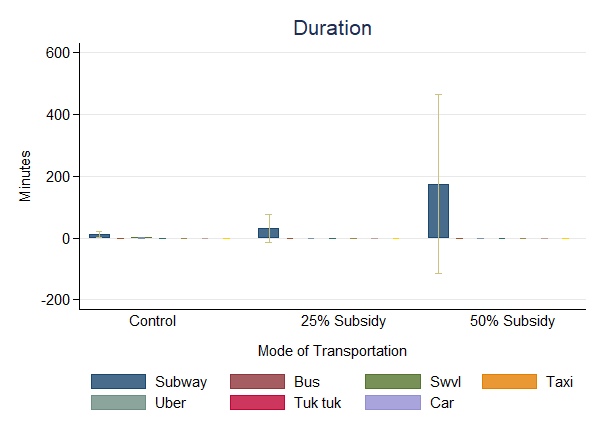 Duration
600
400
200
0
-200
Minutes
Control 25% Subsidy 50% Subsidy
Mode of Transportation
Subway Bus Swvl Taxi
Uber Tuk tuk Car